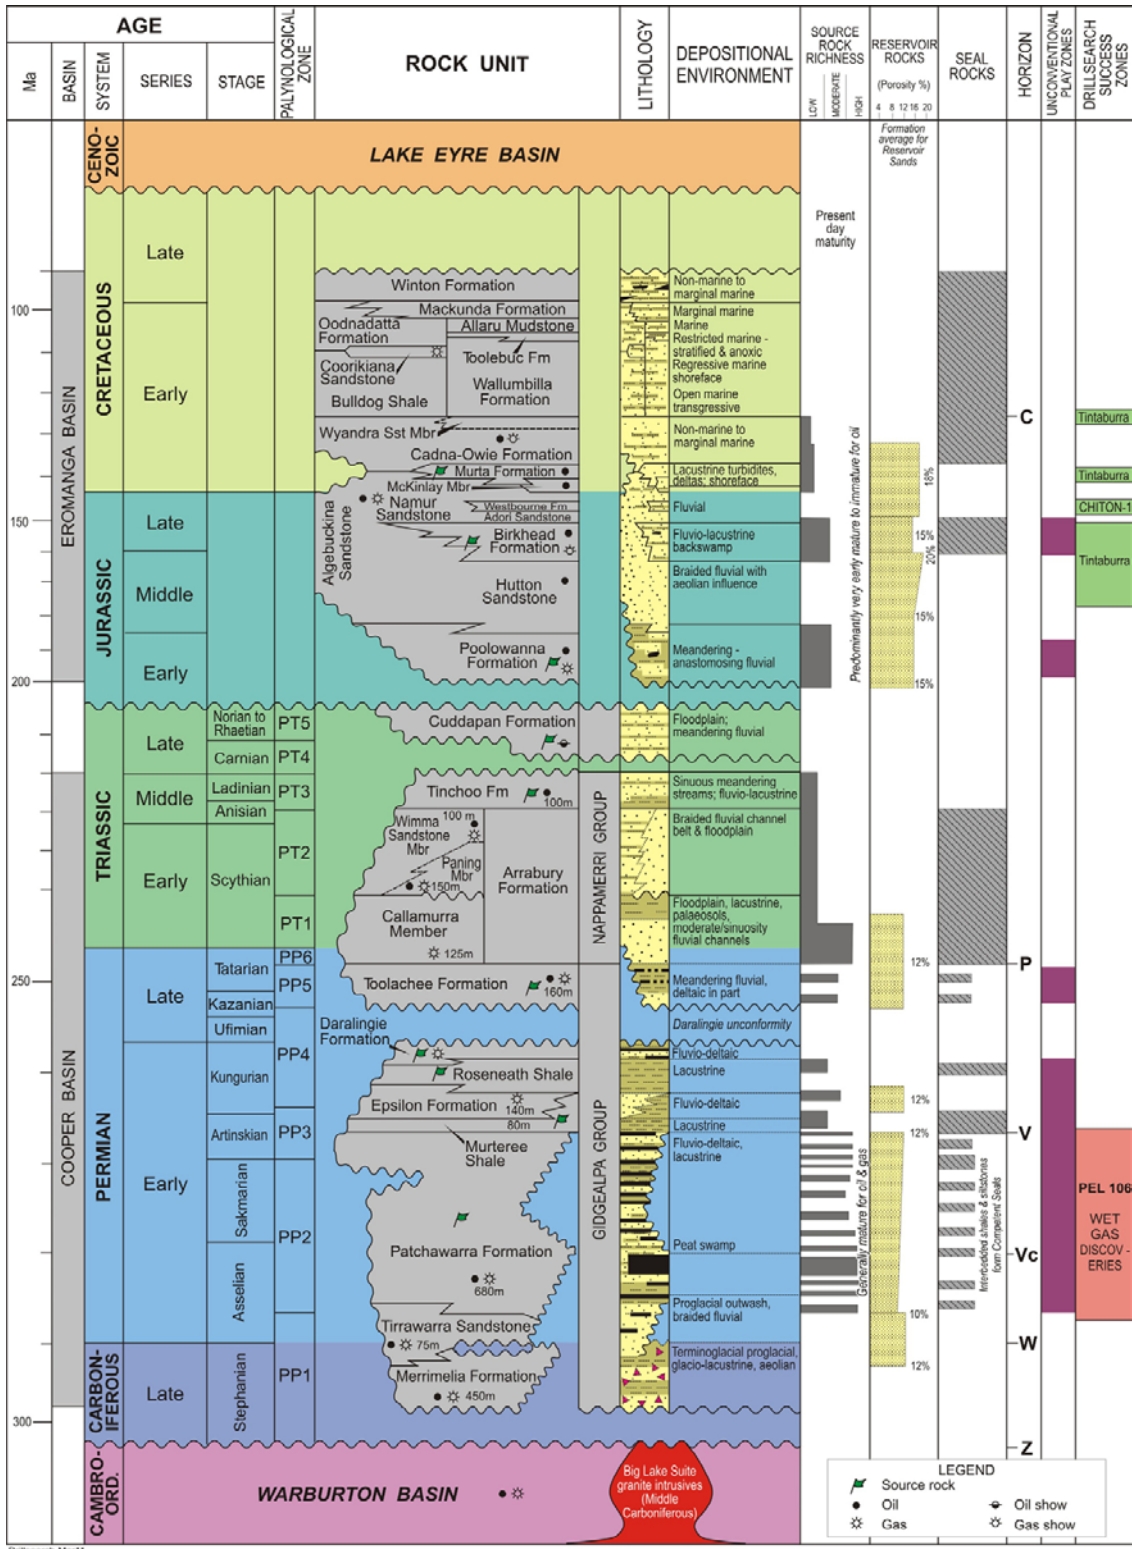 AGE
Ma
BASIN
SYSTEM
SERIES
STAGE
PALYNOLOGICAL
ZONE
ROCK UNIT
LITHOLOGY
DEPOSITIONAL
ENVIRONMENT
SOURCE
ROCK
RICHNESS
LOW
MODERATE
HIGH
RESERVOIR
ROCKS
(Porosity %)
4 8 12 16 20
SEAL
ROCKS
HORIZON
UNCONVENTIONAL
PLAY ZONES
DRILLSEARCH
SUCCESS
ZONES
CENO-
ZOIC
LAKE EYRE BASIN
Formation
average for
Reservoir
Sands
Present
day
maturity
100
150
200
250
300
EROMANGA BASIN
COOPER BASIN
CRETACEOUS
Late
Early
JURASSIC
Late
Middle
Early
TRIASSIC
Late
Middle
Early
PERMIAN
Late
Early
CARBON-
IFEROUS
Late
CAMBRO-
ORD.
Norian to
Rhaetian
Carnian
Ladinian
Anisian
Scythian
Tatarian
Kazanian
Ufimian
Kungurian
Artinskian
Sakmarian
Asselian
Stephanian
PT5
PT4
PT3
PT2
PT1
PP6
PP5
PP4
PP3
PP2
PP1
Winton Formation
Mackunda Formation
Oodnadatta
Formation
Allaru Mudstone
Toolebuc Fm
Coorikiana
Sandstone
Wallumbilla
Formation
Bulldog Shale
Wyandra Sst Mbr
Cadna-Owie Formation
Murta Formation
McKinlay Mbr
Namur
Sandstone
Westbourne Fm
Adori Sandstone
Algebuckina
Sandstone
Birkhead
Formation
Hutton
Sandstone
Poolowanna
Formation
Cuddapan Formation
Tinchoo Fm
100m
Wimma
Sandstone
Mbr
100 m
Paning
Mbr
150m
Arrabury
Formation
Callamurra
Member
125m
Toolachee Formation
160m
Daralingie
Formation
Roseneath Shale
Epsilon Formation
140m
80m
Murteree
Shale
Patchawarra Formation
680m
Tirrawarra Sandstone
75m
Merrimelia Formation
450m
WARBURTON BASIN
NAPPAMERRI GROUP
GIDGEALPA GROUP
Big Lake Suite
granite intrusives
(Middle
Carboniferous)
Non-marine to
marginal marine
Marginal marine
Marine
Restricted marine -
stratified & anoxic
Regressive marine
shoreface
Open marine
transgressive
Non-marine to
marginal marine
Lacustrine turbidites,
deltas; shoreface
Fluvial
Fluvio-lacustrine
backswamp
Braided fluvial with
aeolian influence
Meandering -
anastomosing fluvial
Floodplain;
meandering fluvial
Sinuous meandering
streams; fluvio-lacustrine
Braided fluvial channel
belt & floodplain
Floodplain, lacustrine,
palaeosols,
moderate/sinuosity
fluvial channels
Meandering fluvial,
deltaic in part
Daralingie unconformity
Fluvio-deltaic
Lacustrine
Fluvio-deltaic
Lacustrine
Fluvio-deltaic,
lacustrine
Peat swamp
Proglacial outwash,
braided fluvial
Terminoglacial proglacial,
glacio-lacustrine, aeolian
Predominantly very early mature to immature for oil
Generally mature for oil & gas
18%
15%
20%
15%
15%
12%
12%
12%
10%
12%
Interbedded shales & siltstones
form Competent Seals
C
P
V
Vc
W
Z
Tintaburra
Tintaburra
CHITON-1
Tintaburra
PEL 106
WET
GAS
DISCOV -
ERIES
LEGEND
Source rock
Oil
Oil show
Gas
Gas show